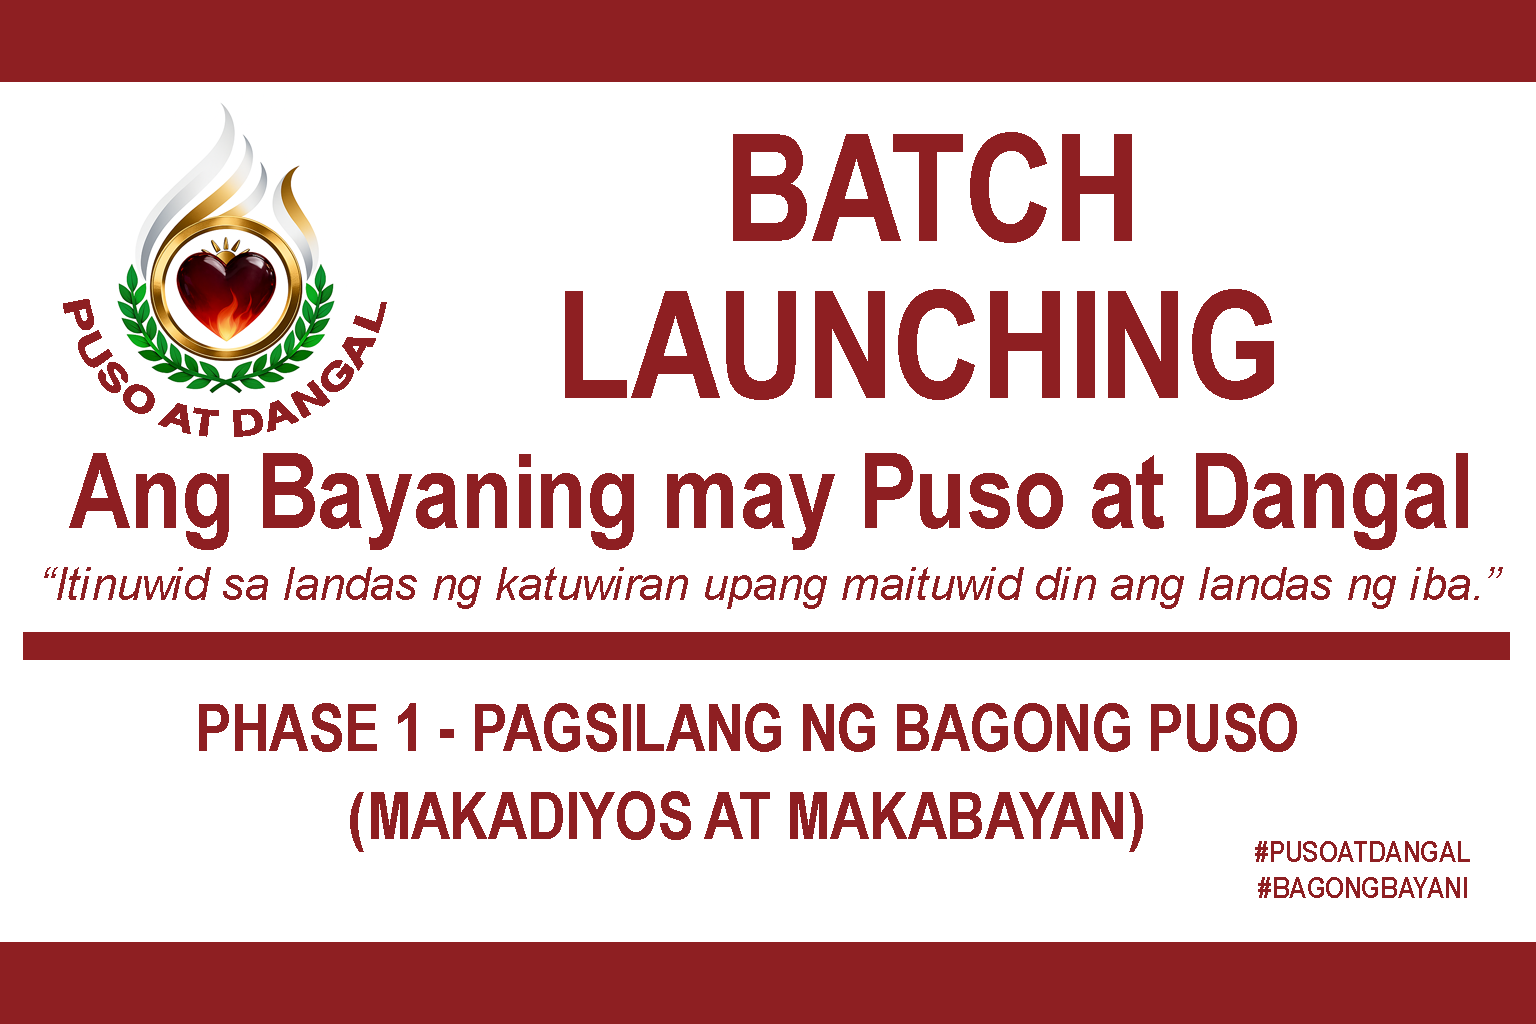 PUSO AT DANGAL
BATCH
LAUNCHING
Ang Bayaning may Puso at Dangal
“Itinuwid sa landas ng katuwiran upang maituwid din ang landas ng iba.”
PHASE 1 - PAGSILANG NG BAGONG PUSO
(MAKADIYOS AT MAKABAYAN)
#PUSOATDANGAL
#BAGONGBAYANI